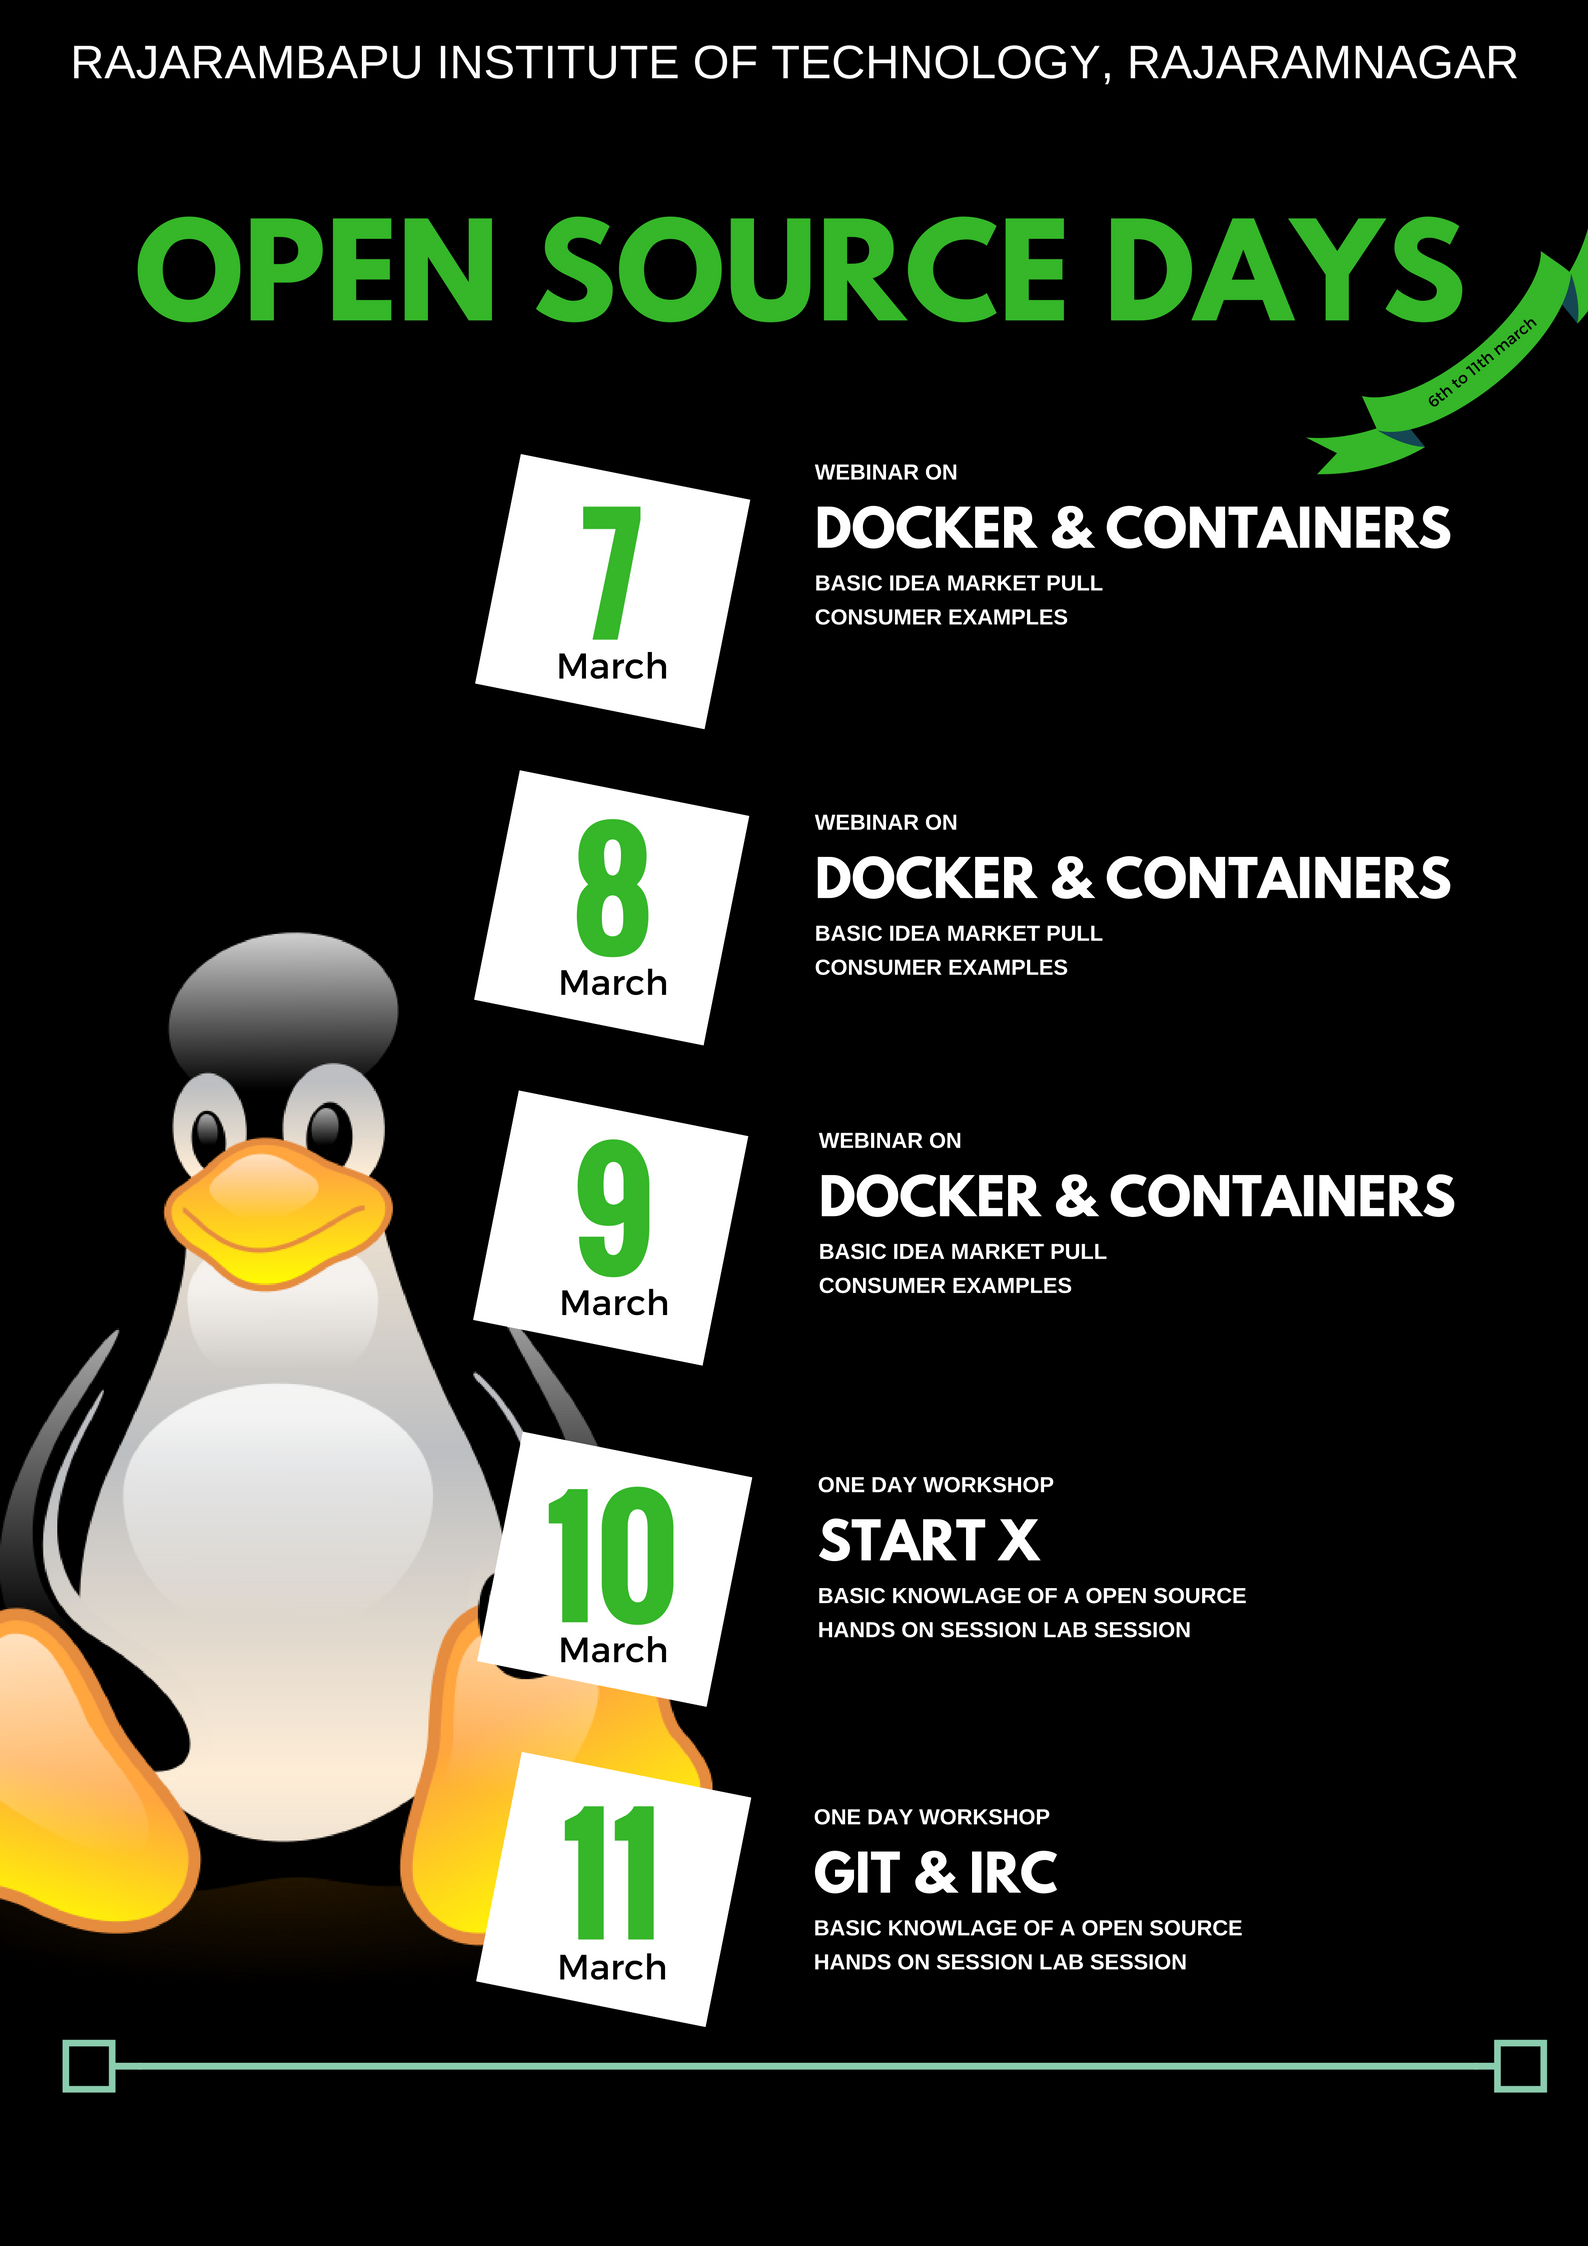 RAJARAMBAPU INSTITUTE OF TECHNOLOGY, RAJARAMNAGAR
OPEN SOURCE DAYS
6th to 11th march
7
March
WEBINAR ON
DOCKER & CONTAINERS
BASIC IDEA MARKET PULL
CONSUMER EXAMPLES
8
March
WEBINAR ON
DOCKER & CONTAINERS
BASIC IDEA MARKET PULL
CONSUMER EXAMPLES
9
March
WEBINAR ON
DOCKER & CONTAINERS
BASIC IDEA MARKET PULL
CONSUMER EXAMPLES
10
March
ONE DAY WORKSHOP
START X
BASIC KNOWLAGE OF A OPEN SOURCE
HANDS ON SESSION LAB SESSION
11
March
ONE DAY WORKSHOP
GIT & IRC
BASIC KNOWLAGE OF A OPEN SOURCE
HANDS ON SESSION LAB SESSION